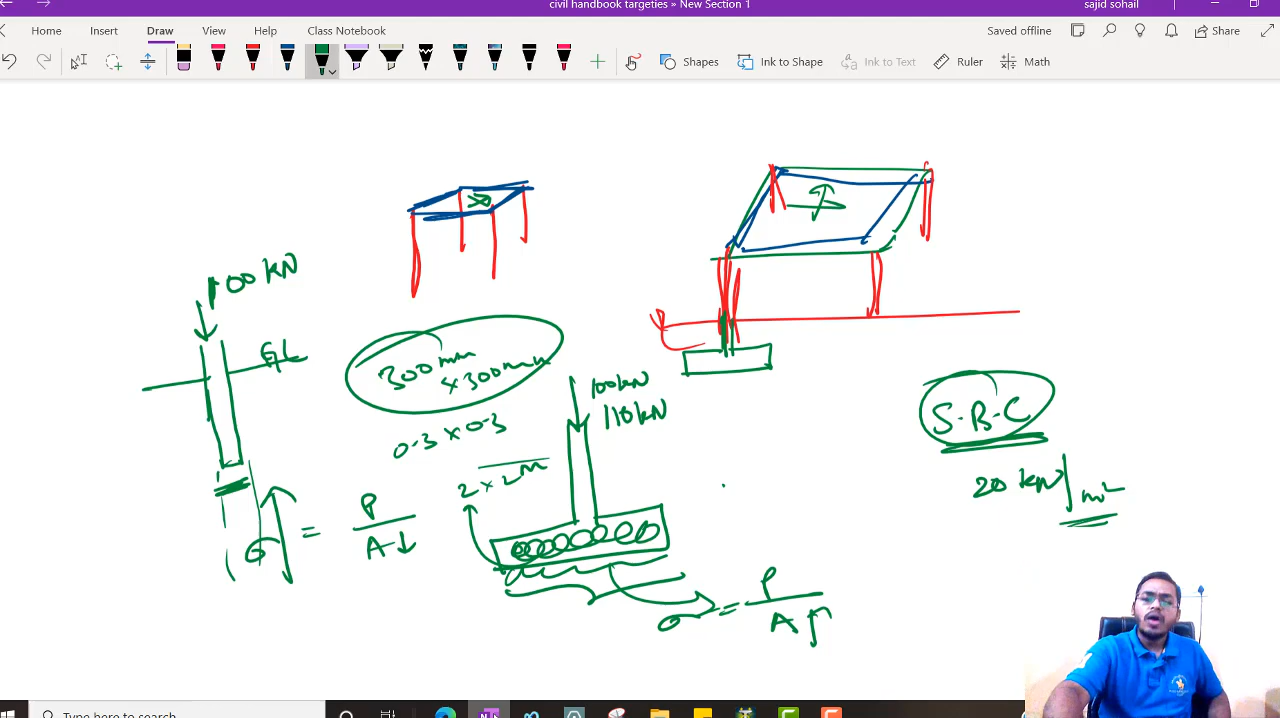 civil handbook targeties » New Section 1
sajid sohail
Home Insert Draw View Help Class Notebook
Saved offline
Share
Shapes
Ink to Shape
Ink to Text
Ruler
Math
100 kN
GL
300mm
x 300mm
0.3 x 0.3
2 x 2 M
100kN
110kN
S.B.C
20 kN/m²
σ = P/A↓
σ = P/A↑
Type here to search